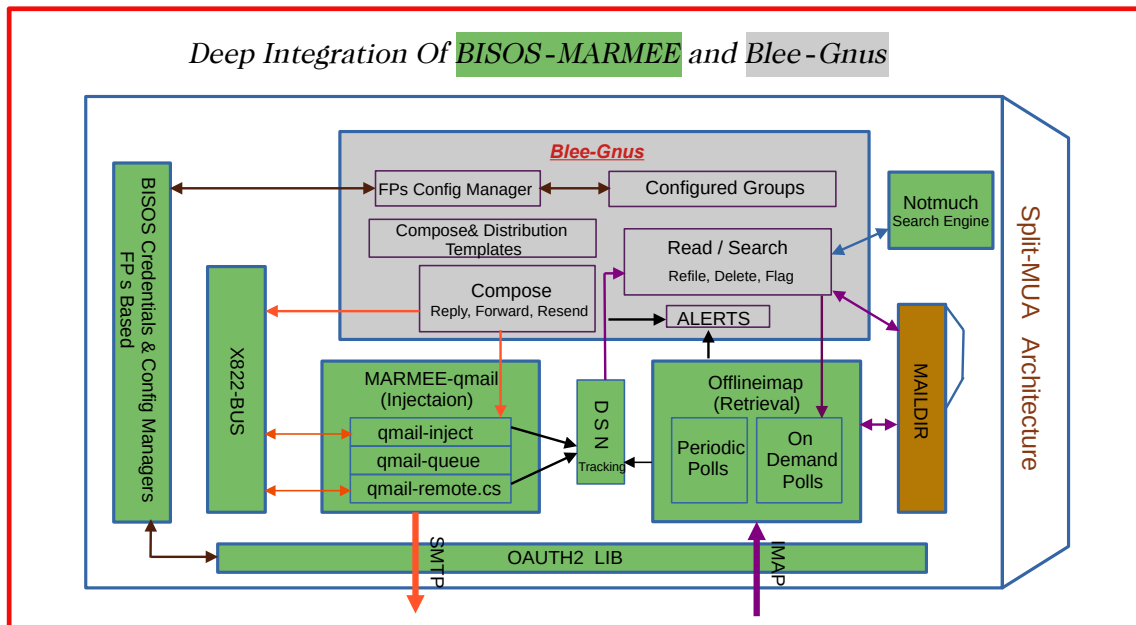 Deep Integration Of BISOS-MARMEE and Blee-Gnus
Blee-Gnus
FPs Config Manager
Configured Groups
Compose& Distribution
Templates
Read / Search
Refile, Delete, Flag
Compose
Reply, Forward, Resend
ALERTS
Notmuch
Search Engine
BISOS Credentials & Config Managers
FP s Based
X822-BUS
MARMEE-qmail
(Injectaion)
qmail-inject
qmail-queue
qmail-remote.cs
D S N
Tracking
Offlineimap
(Retrieval)
Periodic
Polls
On
Demand
Polls
MAILDIR
Split-MUA Architecture
OAUTH2 LIB
SMTP
IMAP